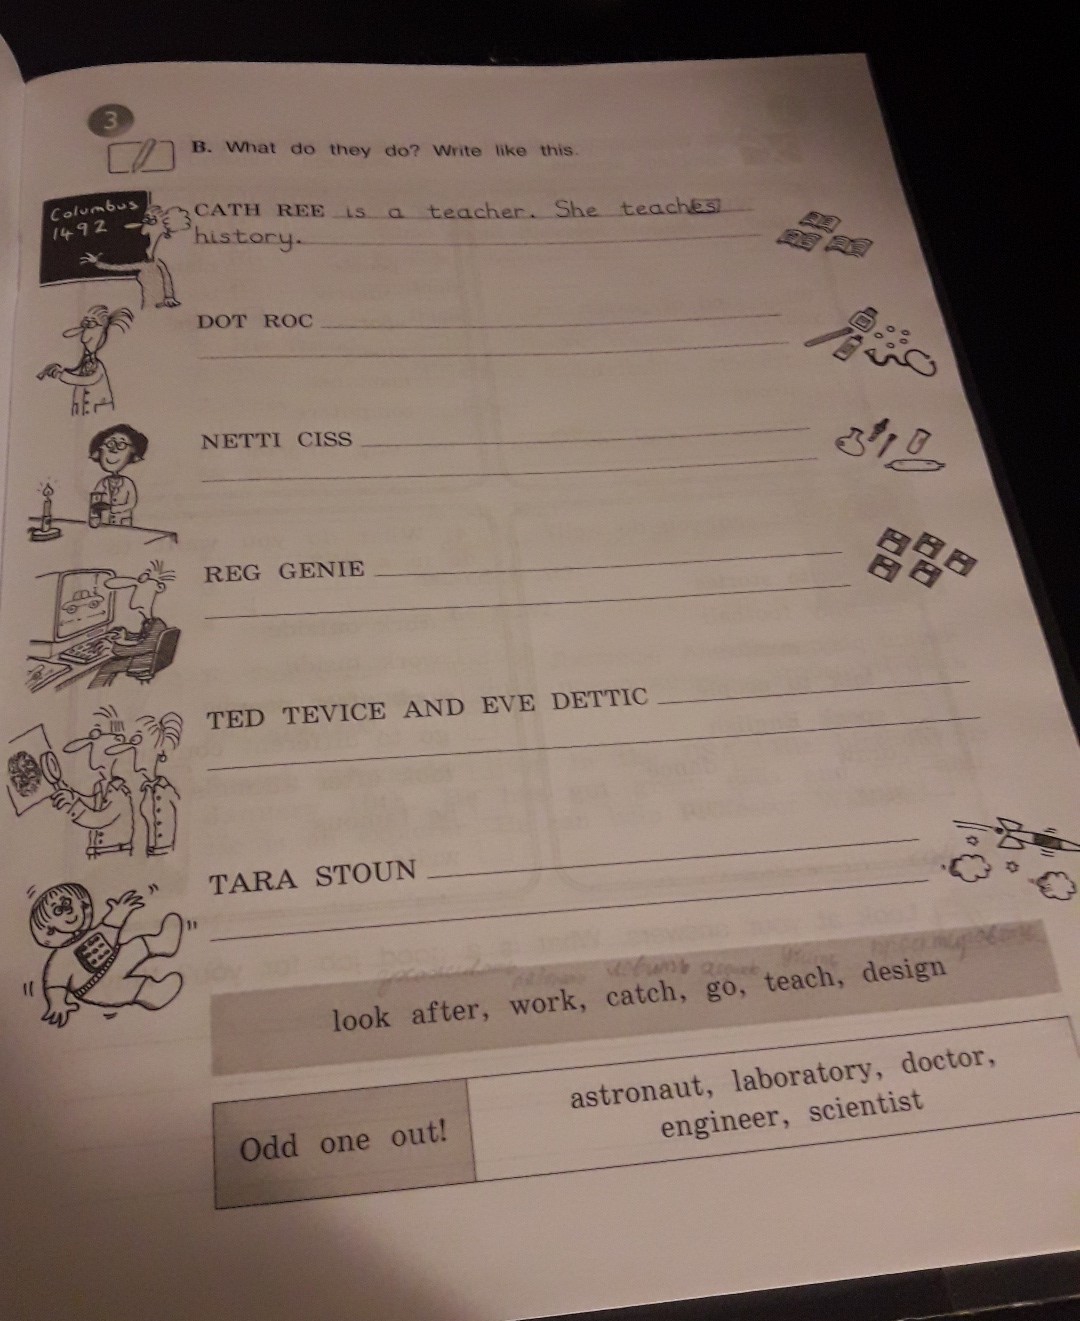 3
B. What do they do? Write like this.
Columbus
1492
CATH REE is a teacher. She teaches
history.
DOT ROC
NETTI CISS
REG GENIE
TED TEVICE AND EVE DETTIC
TARA STOUN
look after, work, catch, go, teach, design
Odd one out!
astronaut, laboratory, doctor,
engineer, scientist